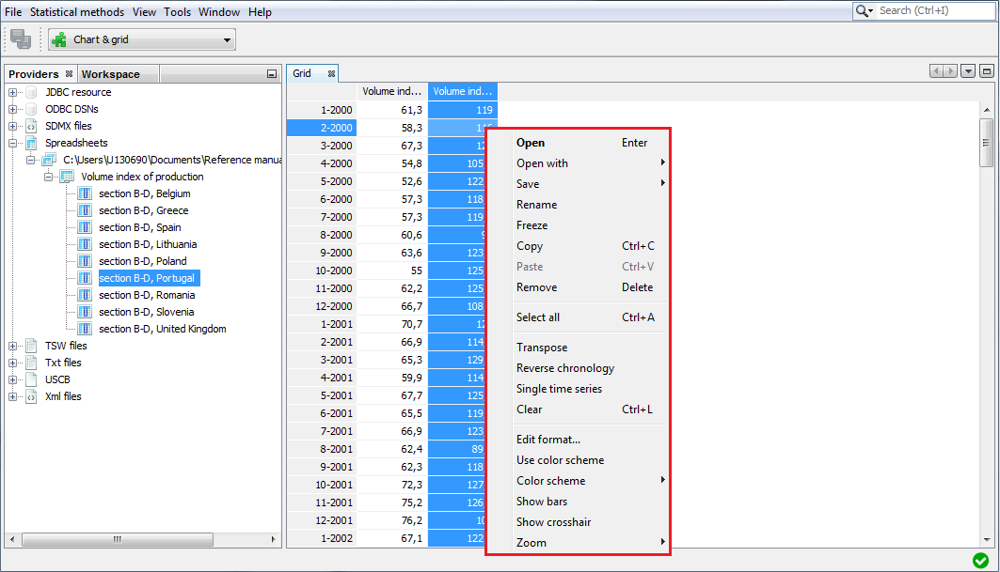 File Statistical methods View Tools Window Help
Search (Ctrl+I)
Chart & grid
Providers Workspace
JDBC resource
ODBC DSNs
SDMX files
Spreadsheets
C:\Users\U130690\Documents\Reference manua
Volume index of production
section B-D, Belgium
section B-D, Greece
section B-D, Spain
section B-D, Lithuania
section B-D, Poland
section B-D, Portugal
section B-D, Romania
section B-D, Slovenia
section B-D, United Kingdom
TSW files
Txt files
USCB
Xml files
Grid
Volume ind... Volume ind...
1-2000 61,3 119
2-2000 58,3
3-2000 67,3
4-2000 54,8 105
5-2000 52,6 122
6-2000 57,3 118
7-2000 57,3 119
8-2000 60,6
9-2000 63,6 123
10-2000 55 125
11-2000 62,2 125
12-2000 66,7 108
1-2001 70,7
2-2001 66,9 114
3-2001 65,3 129
4-2001 59,9 114
5-2001 67,7 125
6-2001 65,5 119
7-2001 66,9 123
8-2001 62,4 89
9-2001 62,3 118
10-2001 72,3 127
11-2001 75,2 126
12-2001 76,2
1-2002 67,1 122
Open Enter
Open with
Save
Rename
Freeze
Copy Ctrl+C
Paste Ctrl+V
Remove Delete
Select all Ctrl+A
Transpose
Reverse chronology
Single time series
Clear Ctrl+L
Edit format...
Use color scheme
Color scheme
Show bars
Show crosshair
Zoom